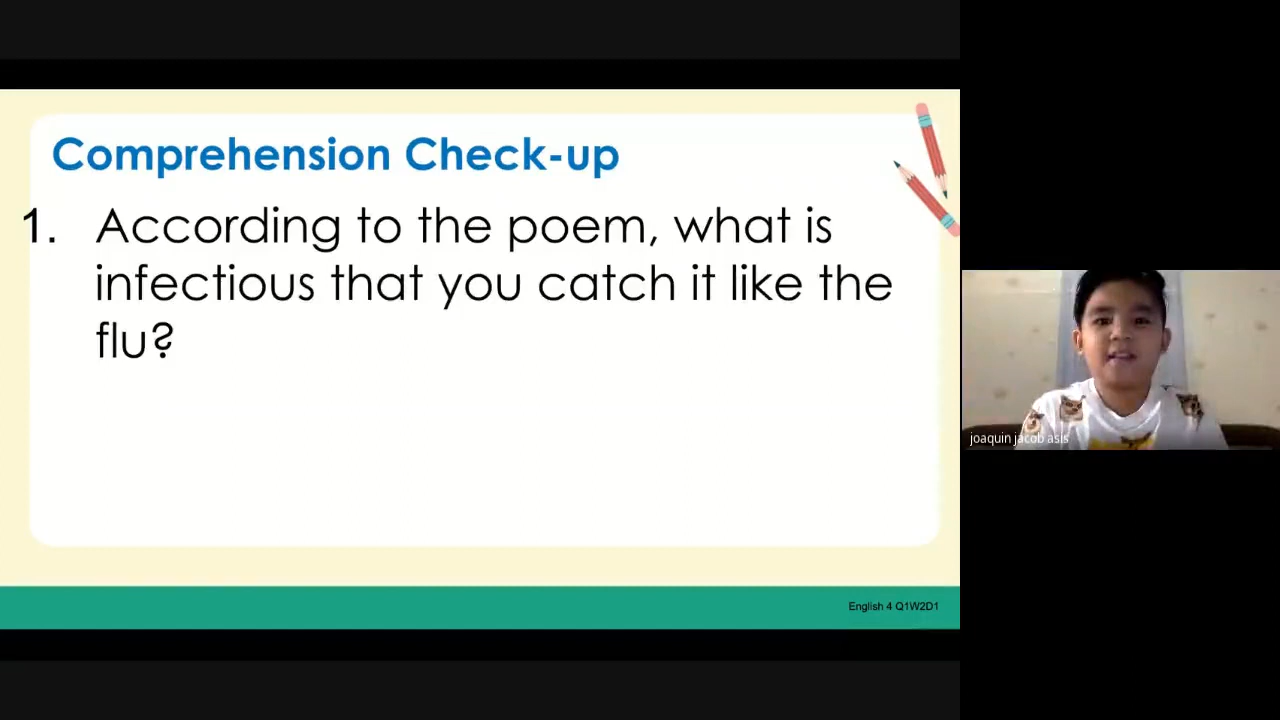 Comprehension Check-up
1. According to the poem, what is
infectious that you catch it like the
flu?
joaquin jacob asis
English 4 Q1W2D1